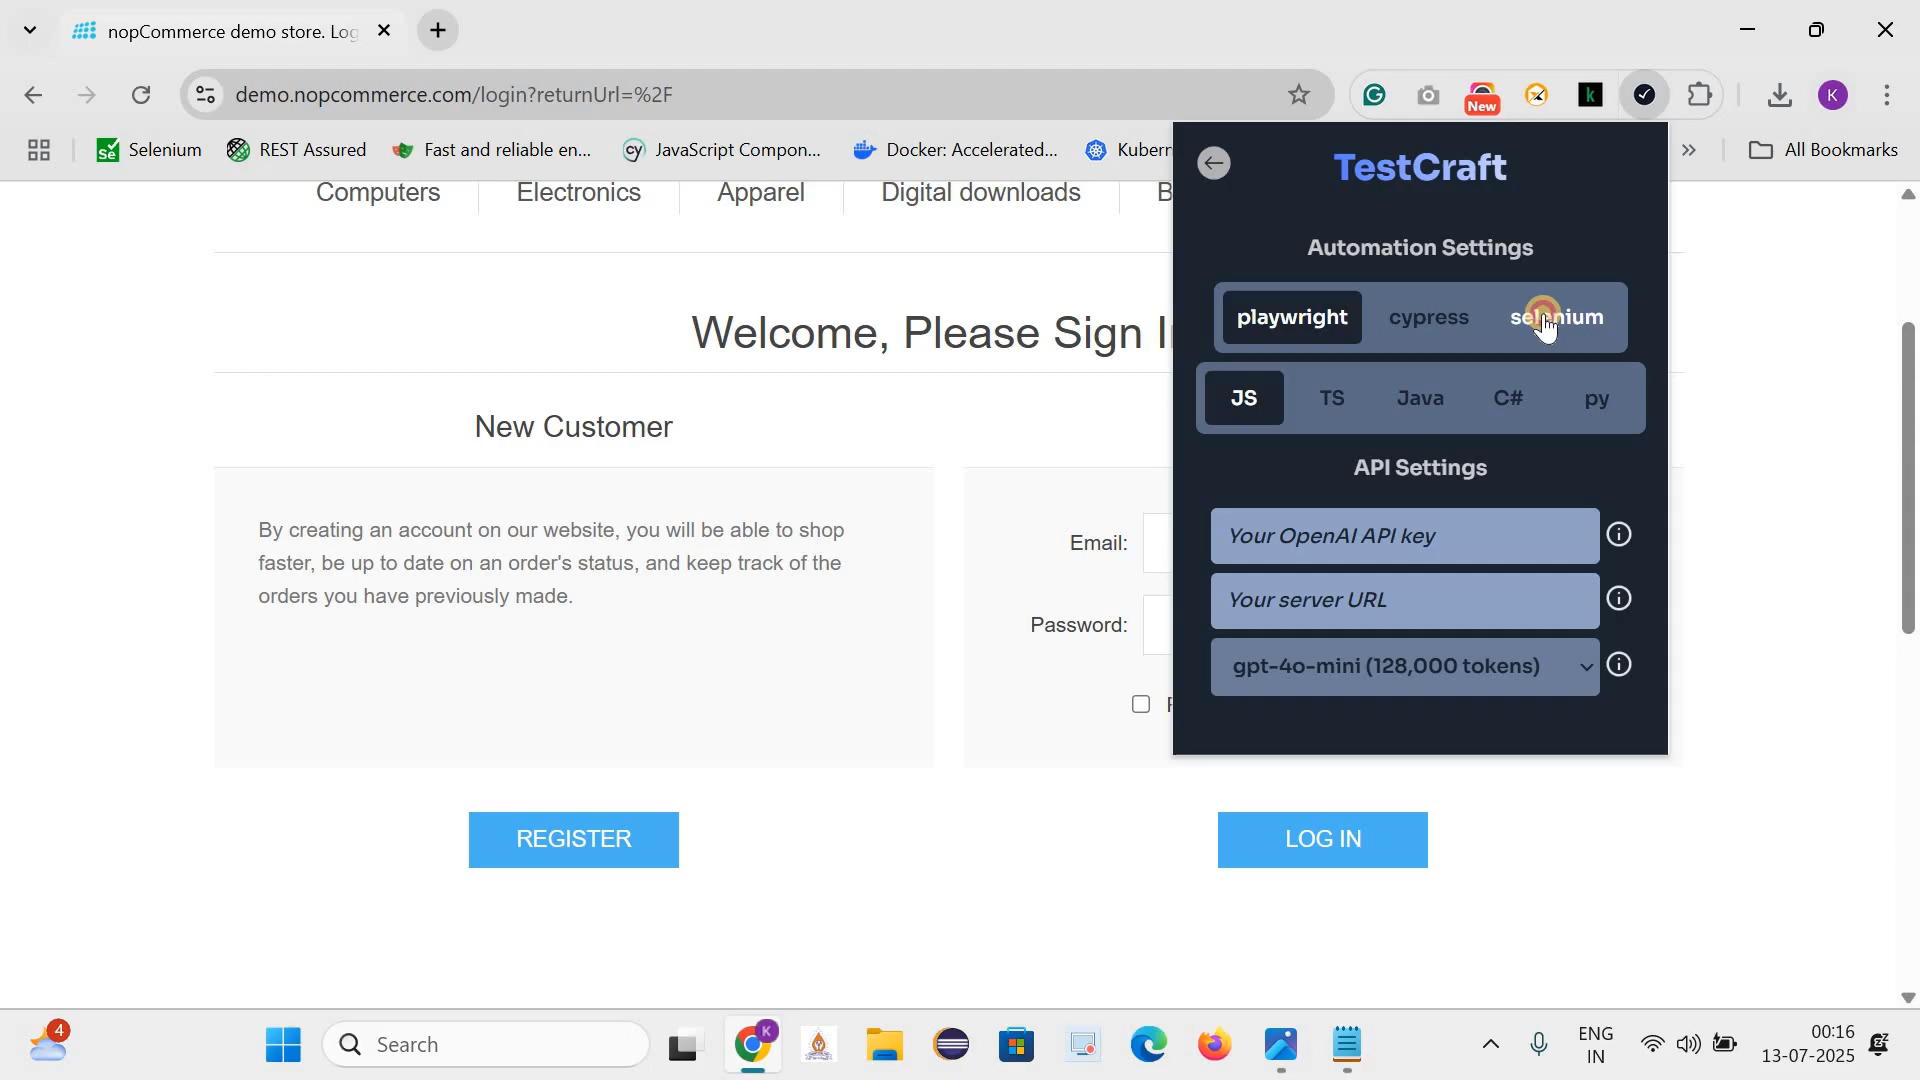 nopCommerce demo store. Log
demo.nopcommerce.com/login?returnUrl=%2F
New
k
K
Se Selenium
REST Assured
Fast and reliable en...
cy JavaScript Compon...
Docker: Accelerated...
Kubern
All Bookmarks
Computers
Electronics
Apparel
Digital downloads
B
Welcome, Please Sign I
New Customer
By creating an account on our website, you will be able to shop
faster, be up to date on an order's status, and keep track of the
orders you have previously made.
Email:
Password:
REGISTER
LOG IN
TestCraft
Automation Settings
playwright
cypress
selenium
JS
TS
Java
C#
py
API Settings
Your OpenAI API key
Your server URL
gpt-4o-mini (128,000 tokens)
4
Search
K
ENG
IN
00:16
13-07-2025